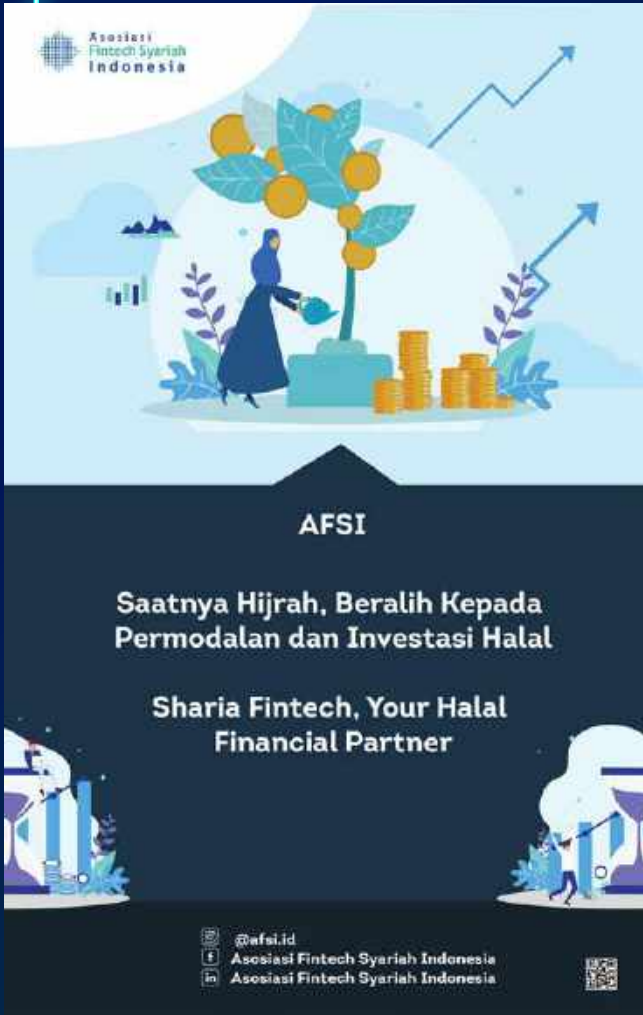 Asosiasi
Fintech Syariah
Indonesia
AFSI
Saatnya Hijrah, Beralih Kepada
Permodalan dan Investasi Halal
Sharia Fintech, Your Halal
Financial Partner
@afsi.id
Asosiasi Fintech Syariah Indonesia
Asosiasi Fintech Syariah Indonesia